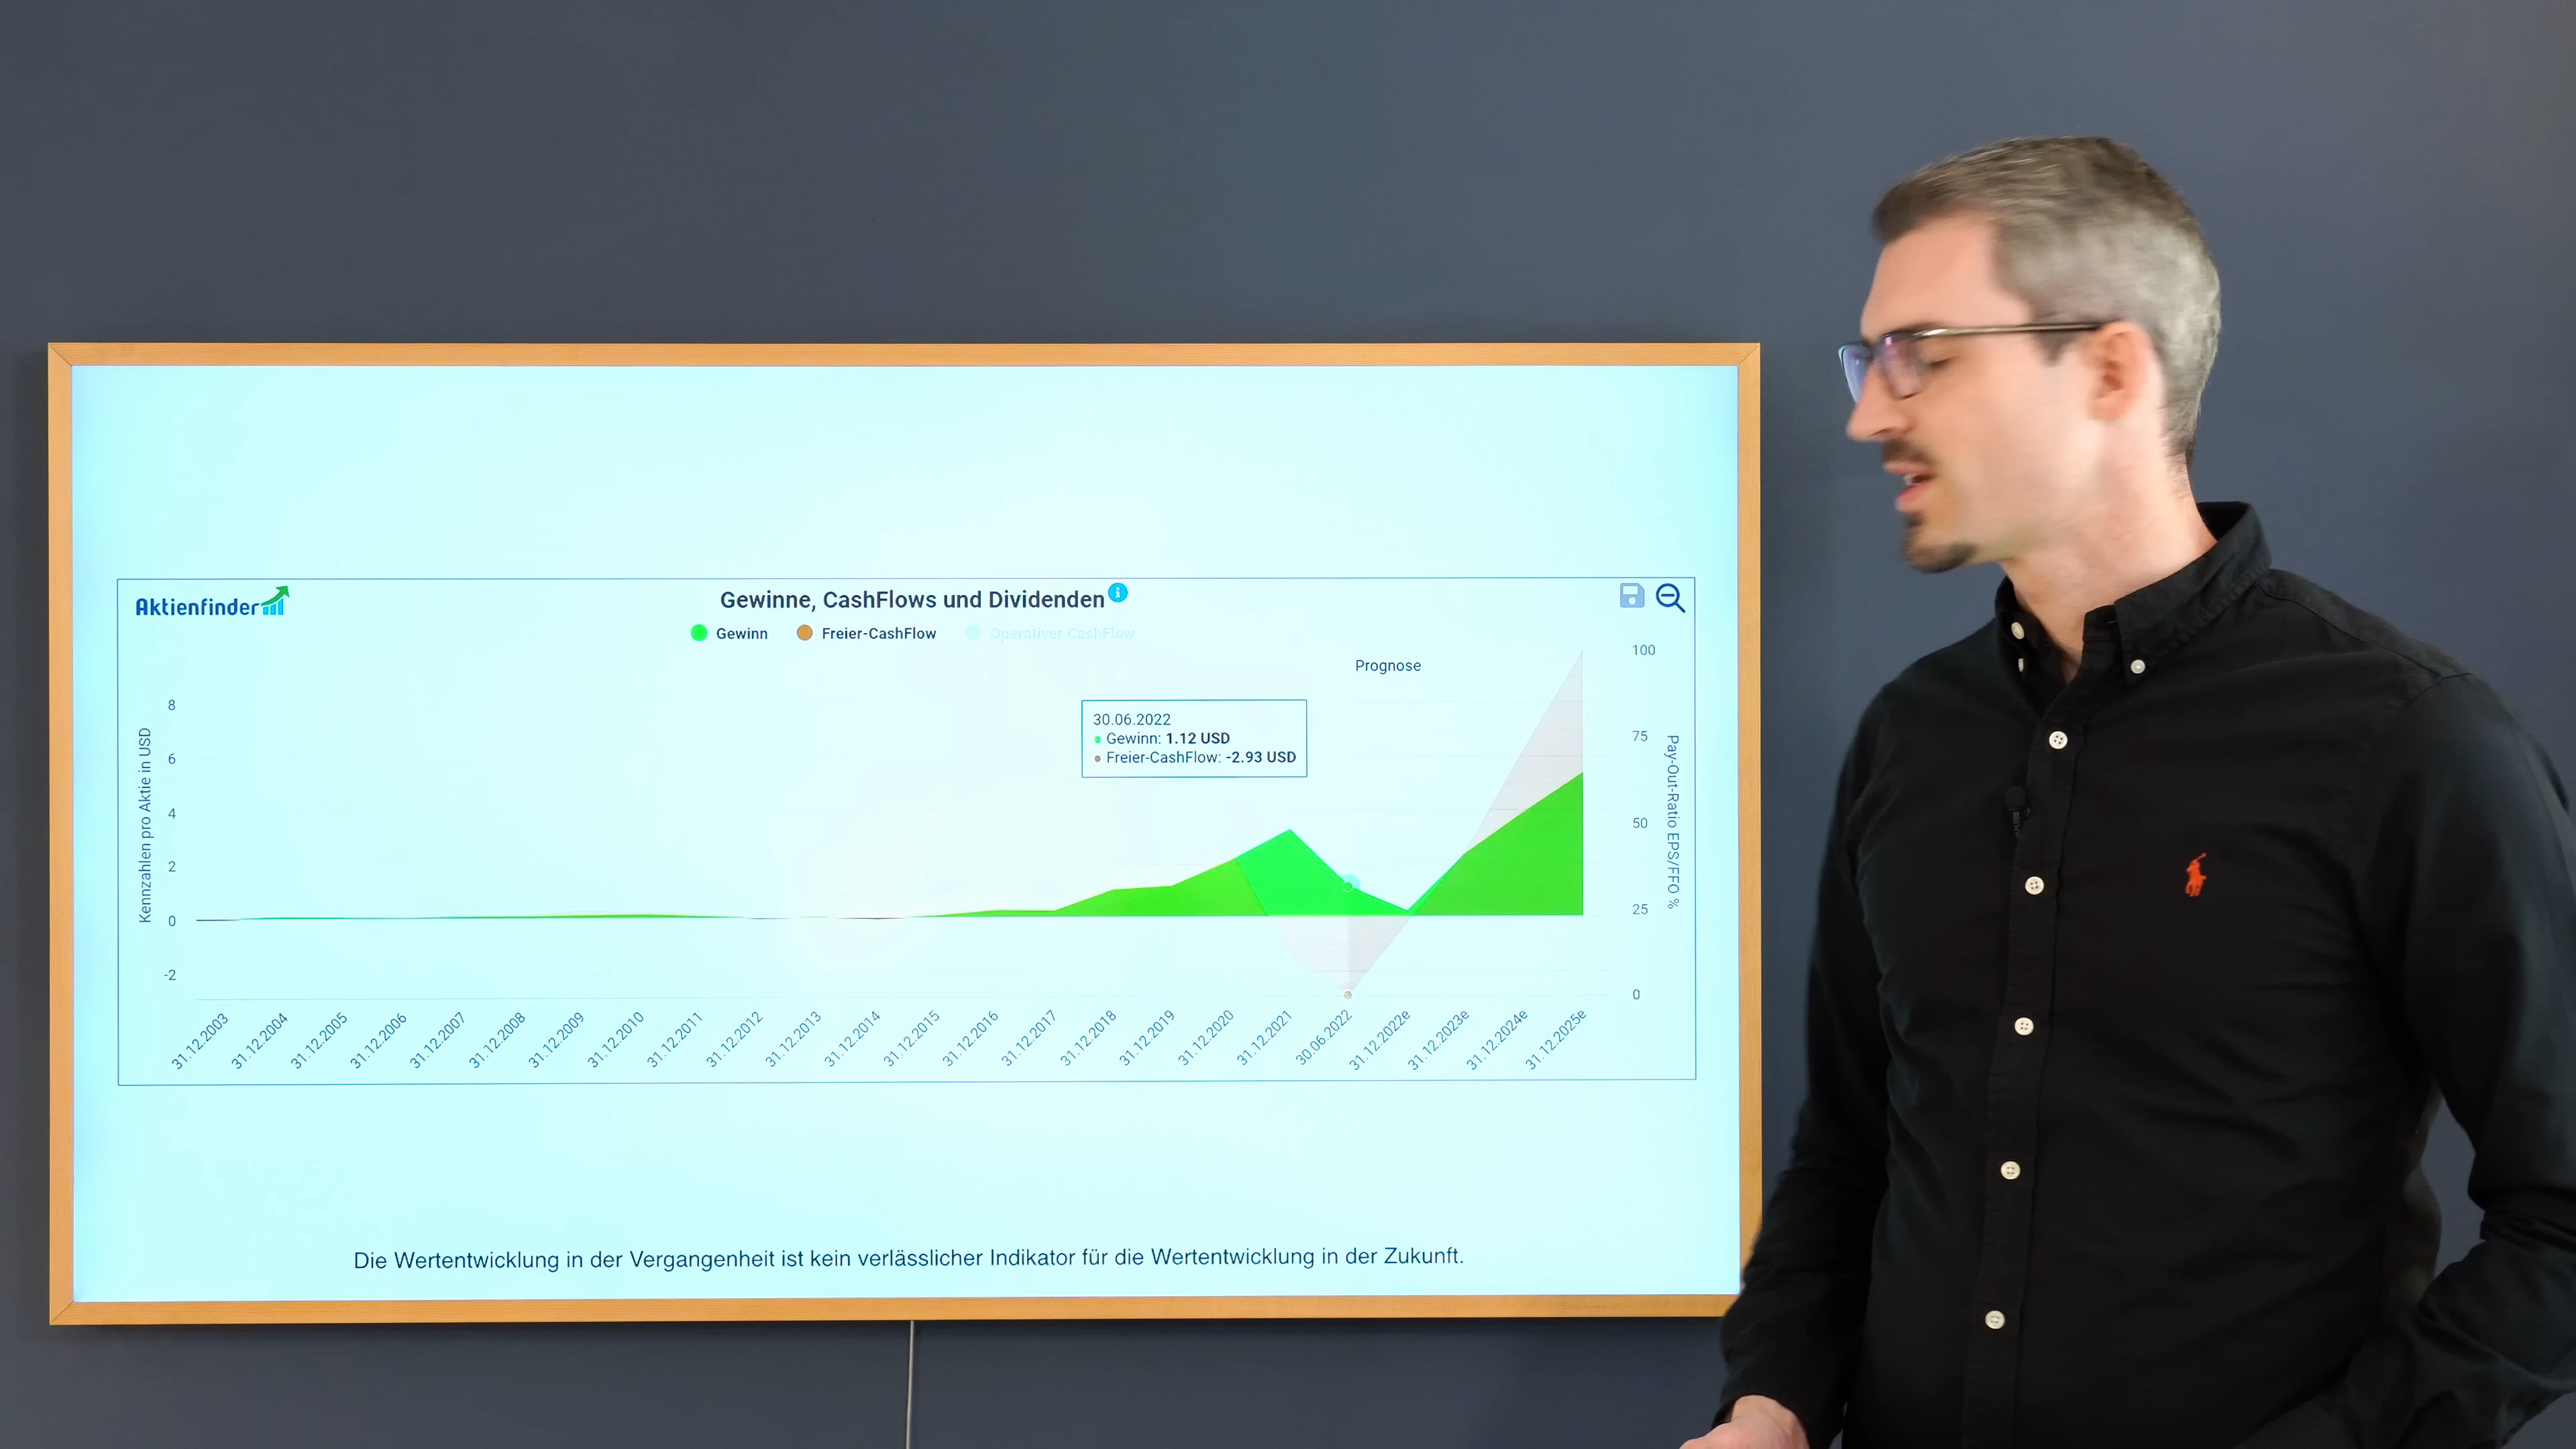 Aktienfinder
Gewinne, CashFlows und Dividenden
Gewinn Freier-CashFlow Operativer CashFlow
Prognose
30.06.2022
Gewinn: 1.12 USD
Freier-CashFlow: -2.93 USD
Kennzahlen pro Aktie in USD
8
6
4
2
0
-2
100
75
50
25
0
Pay-Out-Ratio EPS/FFO %
31.12.2003
31.12.2004
31.12.2005
31.12.2006
31.12.2007
31.12.2008
31.12.2009
31.12.2010
31.12.2011
31.12.2012
31.12.2013
31.12.2014
31.12.2015
31.12.2016
31.12.2017
31.12.2018
31.12.2019
31.12.2020
31.12.2021
30.06.2022
31.12.2022e
31.12.2023e
31.12.2024e
31.12.2025e
Die Wertentwicklung in der Vergangenheit ist kein verlässlicher Indikator für die Wertentwicklung in der Zukunft.